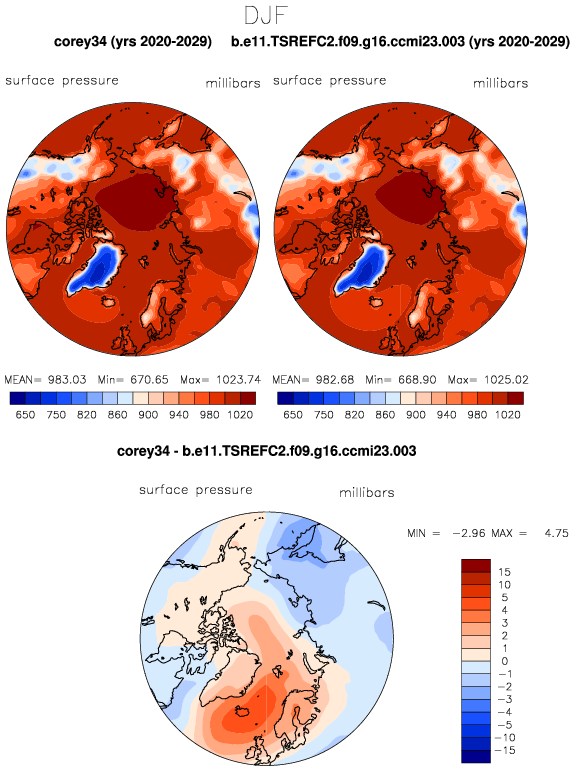 DJF
corey34 (yrs 2020-2029) b.e11.TSREFC2.f09.g16.ccmi23.003 (yrs 2020-2029)
surface pressure millibars surface pressure millibars
MEAN= 983.03 Min= 670.65 Max= 1023.74 MEAN= 982.68 Min= 668.90 Max= 1025.02
650 750 820 860 900 940 980 1020 650 750 820 860 900 940 980 1020
corey34 - b.e11.TSREFC2.f09.g16.ccmi23.003
surface pressure millibars
MIN = -2.96 MAX = 4.75
15
10
5
4
3
2
1
0
-1
-2
-3
-4
-5
-10
-15